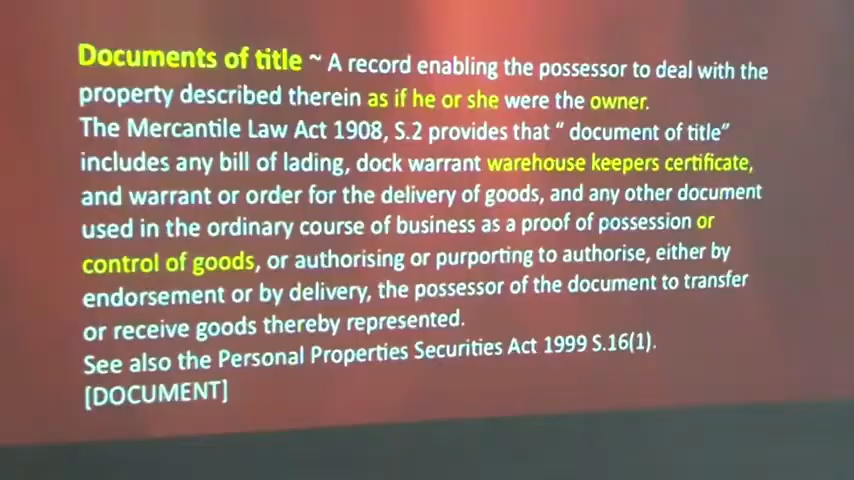 Documents of title ~ A record enabling the possessor to deal with the
property described therein as if he or she were the owner.
The Mercantile Law Act 1908, S.2 provides that “ document of title”
includes any bill of lading, dock warrant warehouse keepers certificate,
and warrant or order for the delivery of goods, and any other document
used in the ordinary course of business as a proof of possession or
control of goods, or authorising or purporting to authorise, either by
endorsement or by delivery, the possessor of the document to transfer
or receive goods thereby represented.
See also the Personal Properties Securities Act 1999 S.16(1).
[DOCUMENT]